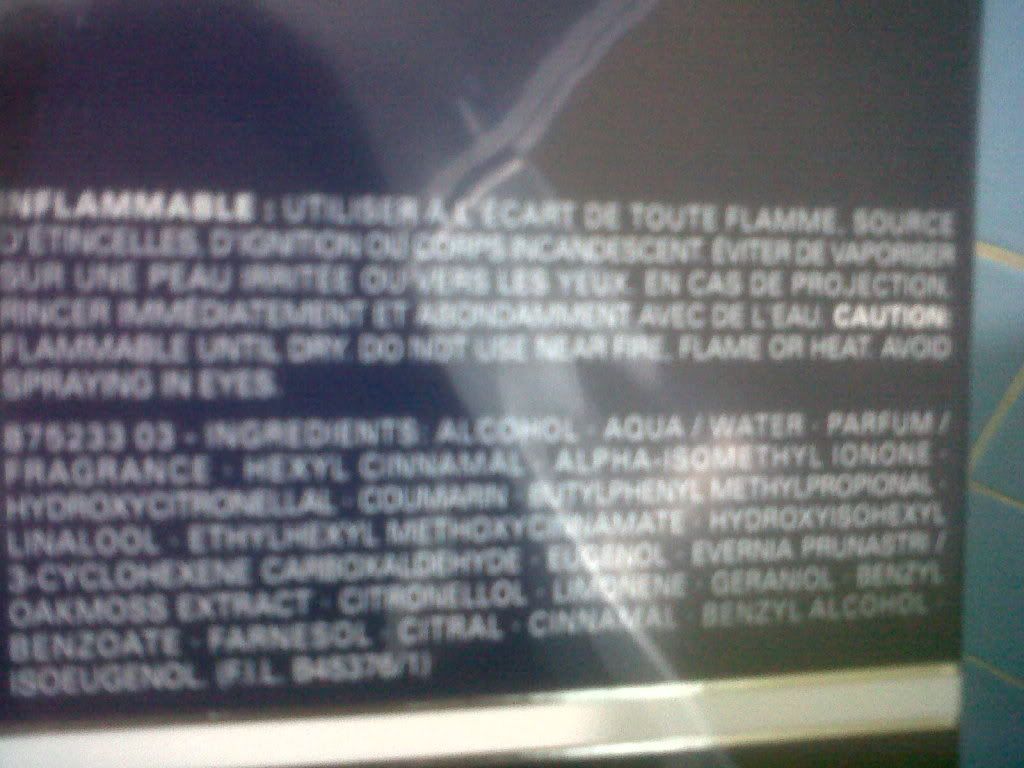 INFLAMMABLE : UTILISER À L'ÉCART DE TOUTE FLAMME, SOURCE
D'ÉTINCELLES, D'IGNITION OU CORPS INCANDESCENT. ÉVITER DE VAPORISER
SUR UNE PEAU IRRITÉE OU VERS LES YEUX. EN CAS DE PROJECTION,
RINCER IMMÉDIATEMENT ET ABONDAMMENT AVEC DE L'EAU. CAUTION:
FLAMMABLE UNTIL DRY. DO NOT USE NEAR FIRE, FLAME OR HEAT. AVOID
SPRAYING IN EYES.
875233 03 - INGREDIENTS: ALCOHOL · AQUA / WATER · PARFUM /
FRAGRANCE · HEXYL CINNAMAL · ALPHA-ISOMETHYL IONONE ·
HYDROXYCITRONELLAL · COUMARIN · BUTYLPHENYL METHYLPROPIONAL ·
LINALOOL · ETHYLHEXYL METHOXYCINNAMATE · HYDROXYISOHEXYL
3-CYCLOHEXENE CARBOXALDEHYDE · EUGENOL · EVERNIA PRUNASTRI /
OAKMOSS EXTRACT · CITRONELLOL · LIMONENE · GERANIOL · BENZYL
BENZOATE · FARNESOL · CITRAL · CINNAMAL · BENZYL ALCOHOL ·
ISOEUGENOL. (F.I.L. B45376/1)